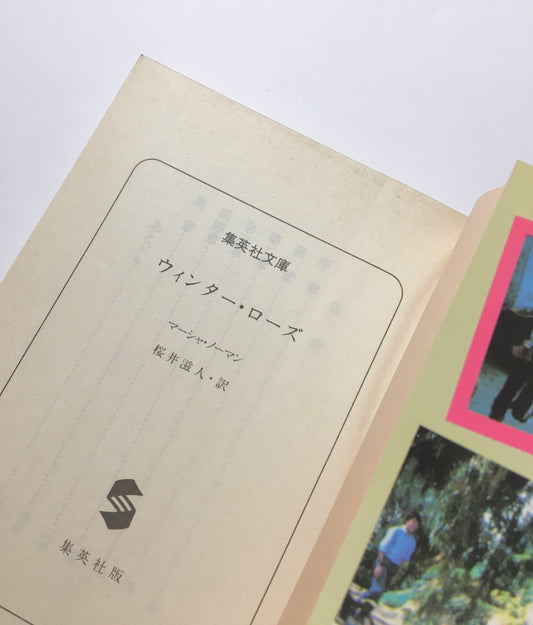 集英社文庫
ウィンター・ローズ
マーシャ・ノーマン
桜井滋人・訳
集英社版